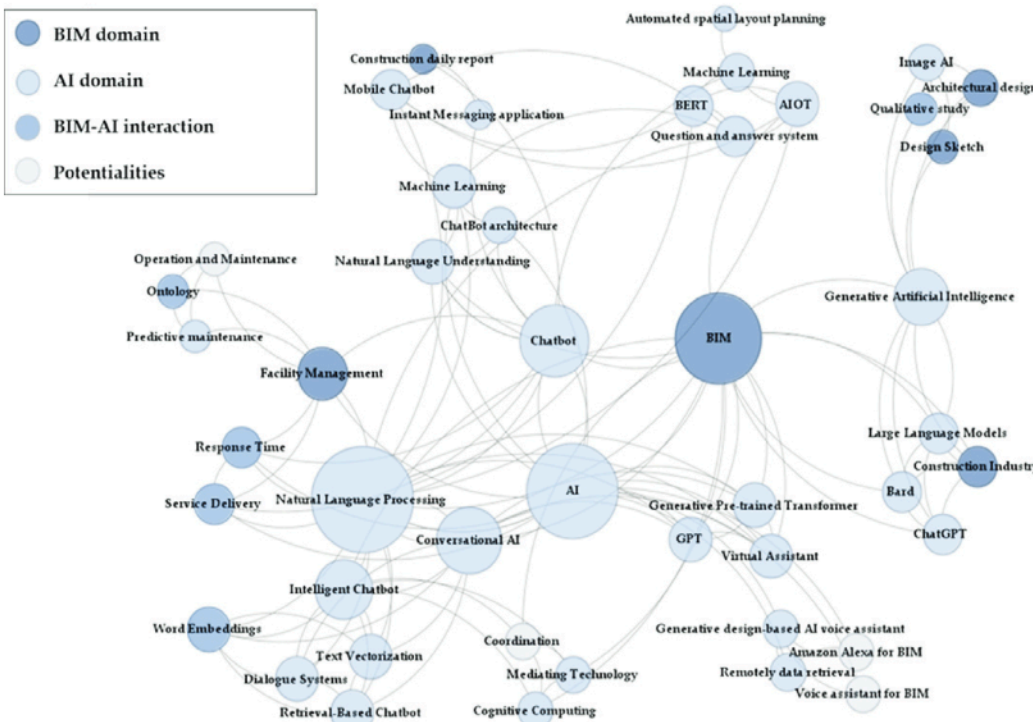 BIM domain
AI domain
BIM-AI interaction
Potentialities
Automated spatial layout planning
Construction daily report
Mobile Chatbot
Instant Messaging application
Machine Learning
BERT
AIOT
Question and answer system
Image AI
Architectural design
Qualitative study
Design Sketch
Machine Learning
ChatBot architecture
Natural Language Understanding
Operation and Maintenance
Ontology
Predictive maintenance
Generative Artificial Intelligence
Chatbot
BIM
Facility Management
Response Time
Service Delivery
Natural Language Processing
AI
Conversational AI
Generative Pre-trained Transformer
GPT
Virtual Assistant
Large Language Models
Construction Industry
Bard
ChatGPT
Intelligent Chatbot
Word Embeddings
Text Vectorization
Dialogue Systems
Retrieval-Based Chatbot
Coordination
Mediating Technology
Cognitive Computing
Generative design-based AI voice assistant
Amazon Alexa for BIM
Remotely data retrieval
Voice assistant for BIM